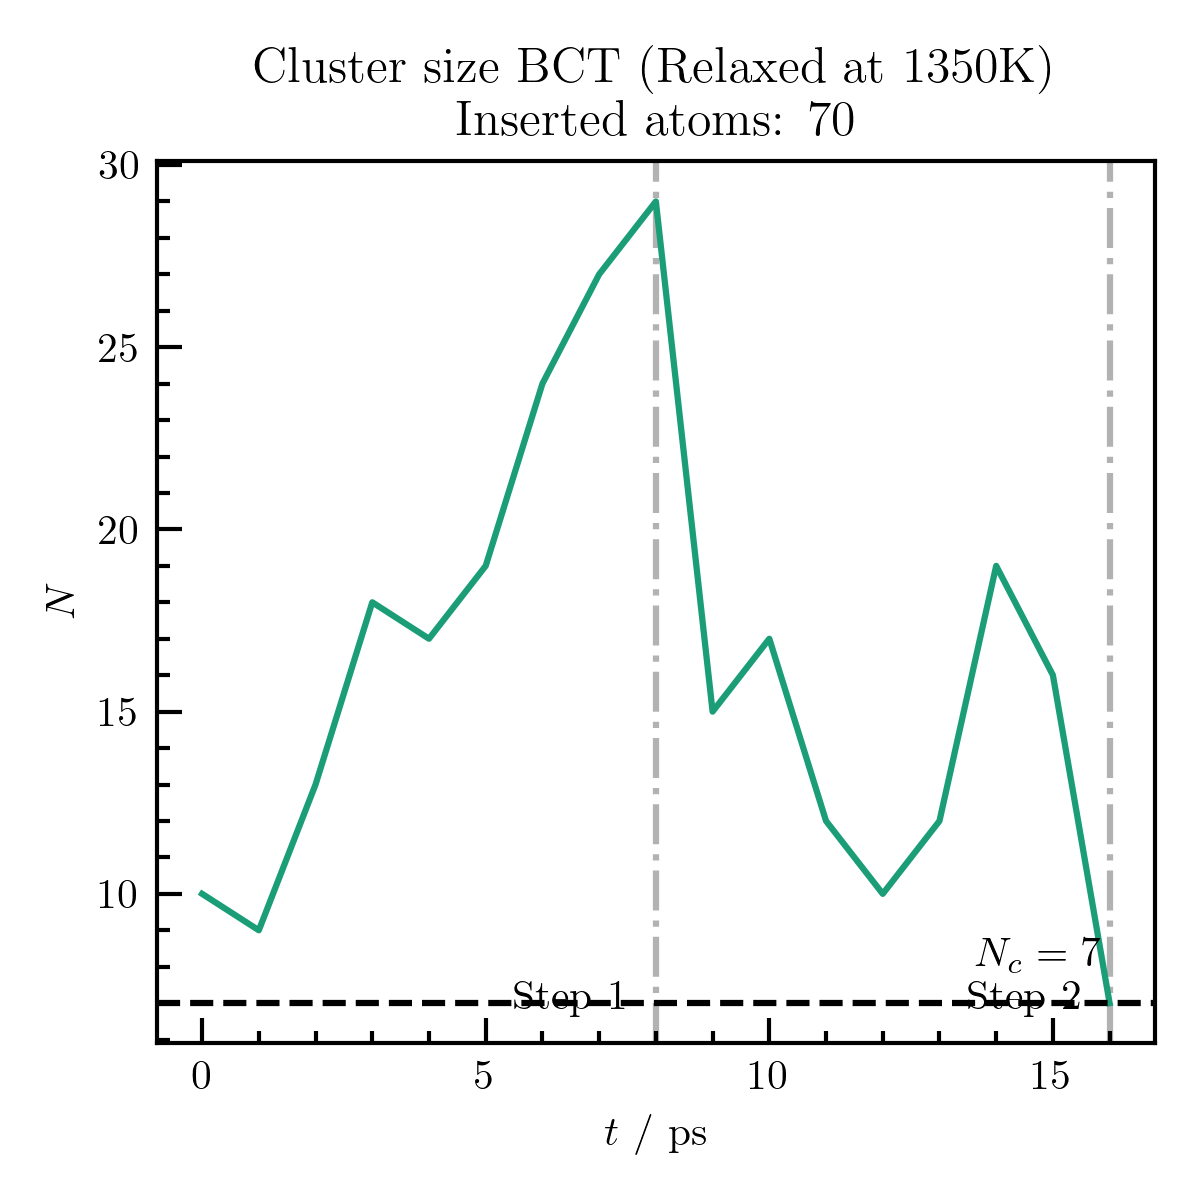 Cluster size BCT (Relaxed at 1350K)
Inserted atoms: 70
30
25
20
15
10
N
N_c = 7
Step 1
Step 2
0 5 10 15
t / ps